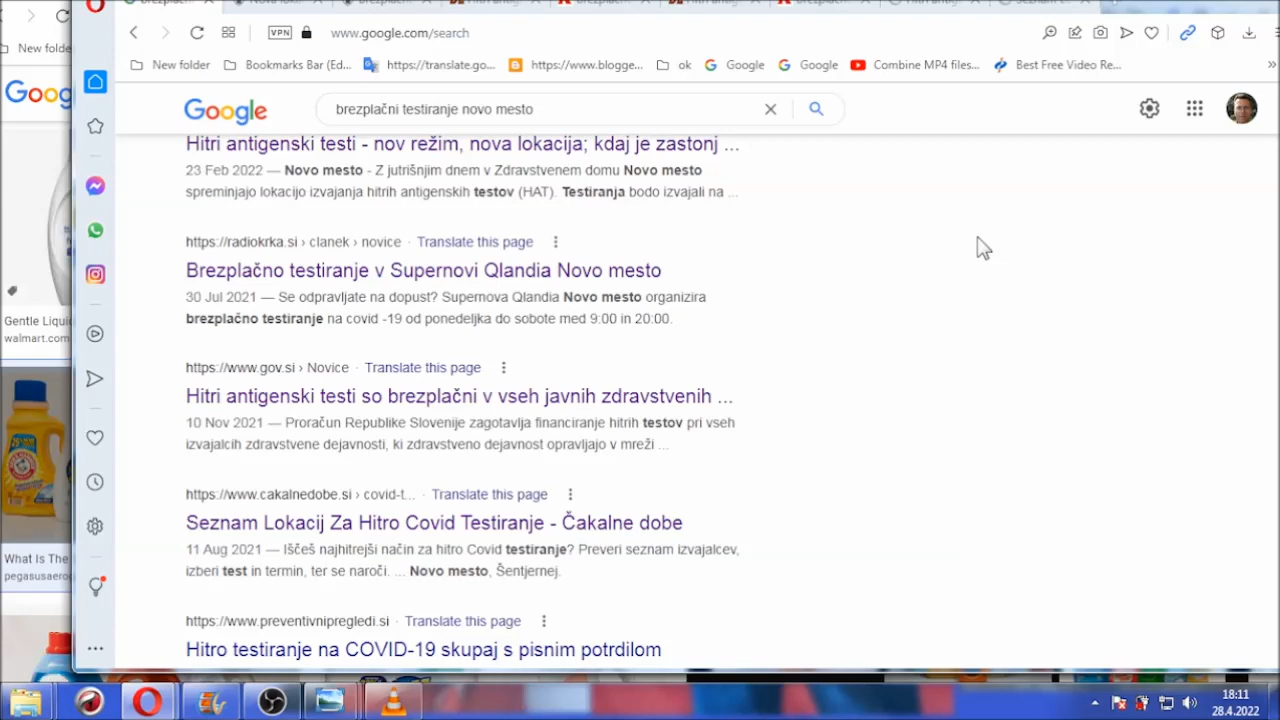 New folde
www.google.com/search
VPN
New folder
Bookmarks Bar (Ed...
https://translate.go...
https://www.blogge...
ok
Google
Google
Combine MP4 files...
Best Free Video Re...
»
Goog
Google
brezplačni testiranje novo mesto
Hitri antigenski testi - nov režim, nova lokacija; kdaj je zastonj ...
23 Feb 2022 — Novo mesto - Z jutrišnjim dnem v Zdravstvenem domu Novo mesto
spreminjajo lokacijo izvajanja hitrih antigenskih testov (HAT). Testiranja bodo izvajali na ...
https://radiokrka.si › clanek › novice · Translate this page
Brezplačno testiranje v Supernovi Qlandia Novo mesto
30 Jul 2021 — Se odpravljate na dopust? Supernova Qlandia Novo mesto organizira
brezplačno testiranje na covid -19 od ponedeljka do sobote med 9:00 in 20:00.
Gentle Liquid
walmart.com
https://www.gov.si › Novice · Translate this page
Hitri antigenski testi so brezplačni v vseh javnih zdravstvenih ...
10 Nov 2021 — Proračun Republike Slovenije zagotavlja financiranje hitrih testov pri vseh
izvajalcih zdravstvene dejavnosti, ki zdravstveno dejavnost opravljajo v mreži ...
ARM &
HAMMER
https://www.cakalnedobe.si › covid-t... · Translate this page
Seznam Lokacij Za Hitro Covid Testiranje - Čakalne dobe
11 Aug 2021 — Iščeš najhitrejši način za hitro Covid testiranje? Preveri seznam izvajalcev,
izberi test in termin, ter se naroči. ... Novo mesto, Šentjernej.
What Is The
pegasusaero
https://www.preventivnipregledi.si · Translate this page
Hitro testiranje na COVID-19 skupaj s pisnim potrdilom
18:11
28.4.2022